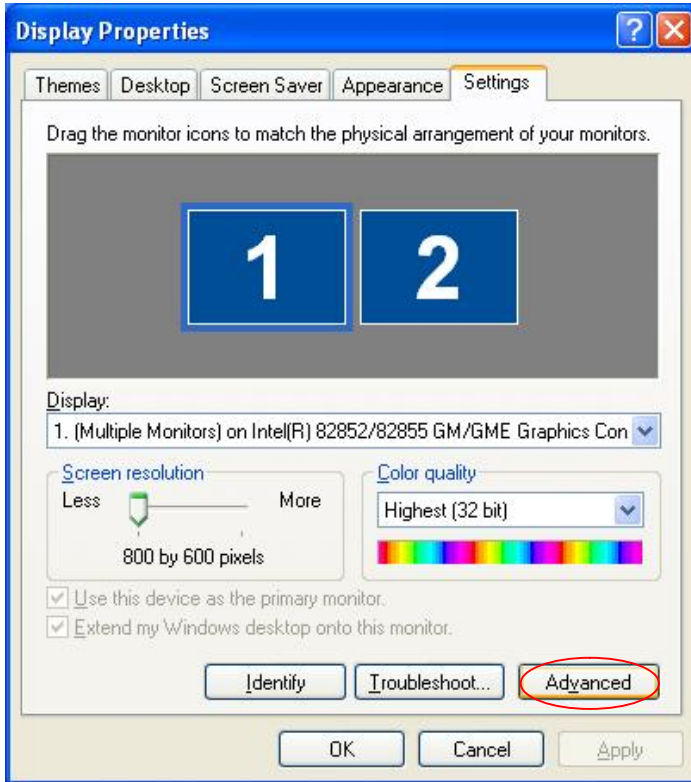 Display Properties
?
Themes Desktop Screen Saver Appearance Settings
Drag the monitor icons to match the physical arrangement of your monitors.
1 2
Display:
1. (Multiple Monitors) on Intel(R) 82852/82855 GM/GME Graphics Con
Screen resolution
Less More
800 by 600 pixels
Color quality
Highest (32 bit)
Use this device as the primary monitor.
Extend my Windows desktop onto this monitor.
Identify Troubleshoot... Advanced
OK Cancel Apply